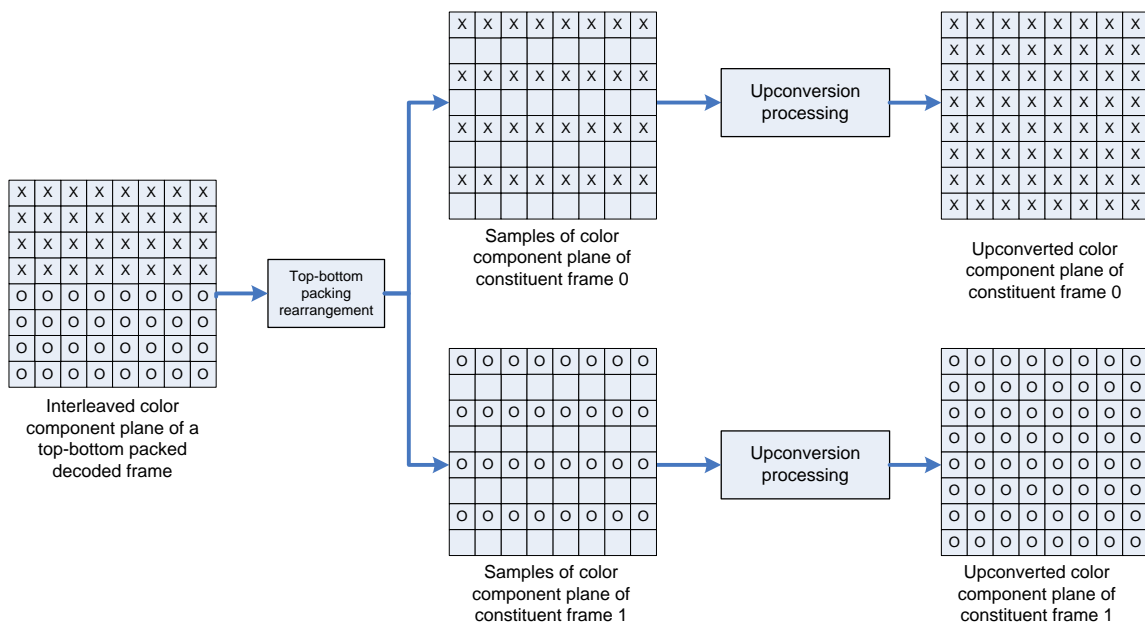 X X X X X X X X
X X X X X X X X
X X X X X X X X
X X X X X X X X
O O O O O O O O
O O O O O O O O
O O O O O O O O
O O O O O O O O
Interleaved color
component plane of a
top-bottom packed
decoded frame
Top-bottom
packing
rearrangement
X X X X X X X X
X X X X X X X X
X X X X X X X X
X X X X X X X X
Samples of color
component plane of
constituent frame 0
Upconversion
processing
X X X X X X X X
X X X X X X X X
X X X X X X X X
X X X X X X X X
X X X X X X X X
X X X X X X X X
X X X X X X X X
X X X X X X X X
Upconverted color
component plane of
constituent frame 0
O O O O O O O O
O O O O O O O O
O O O O O O O O
O O O O O O O O
Samples of color
component plane of
constituent frame 1
Upconversion
processing
O O O O O O O O
O O O O O O O O
O O O O O O O O
O O O O O O O O
O O O O O O O O
O O O O O O O O
O O O O O O O O
O O O O O O O O
Upconverted color
component plane of
constituent frame 1